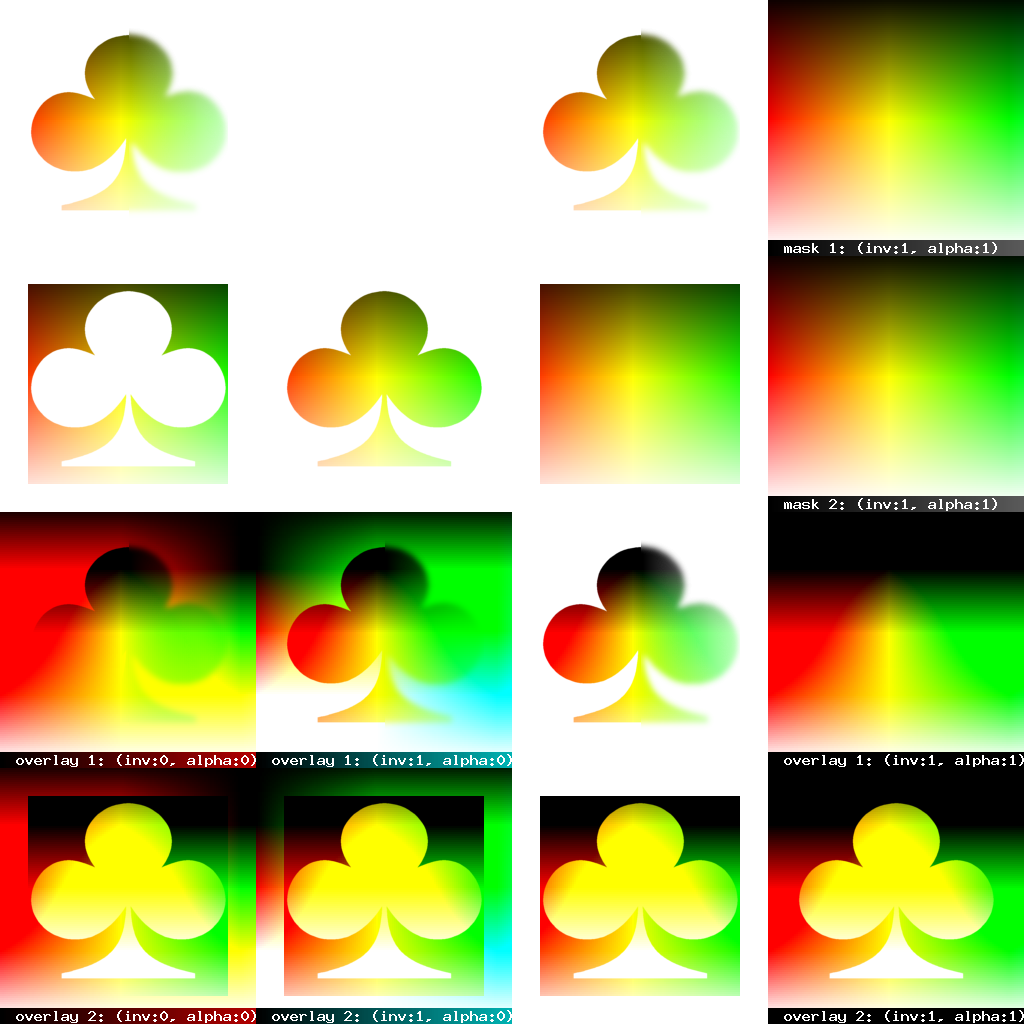 mask 1: (inv:1, alpha:1)
mask 2: (inv:1, alpha:1)
overlay 1: (inv:0, alpha:0) overlay 1: (inv:1, alpha:0) overlay 1: (inv:1, alpha:1)
overlay 2: (inv:0, alpha:0) overlay 2: (inv:1, alpha:0) overlay 1: (inv:1, alpha:1)